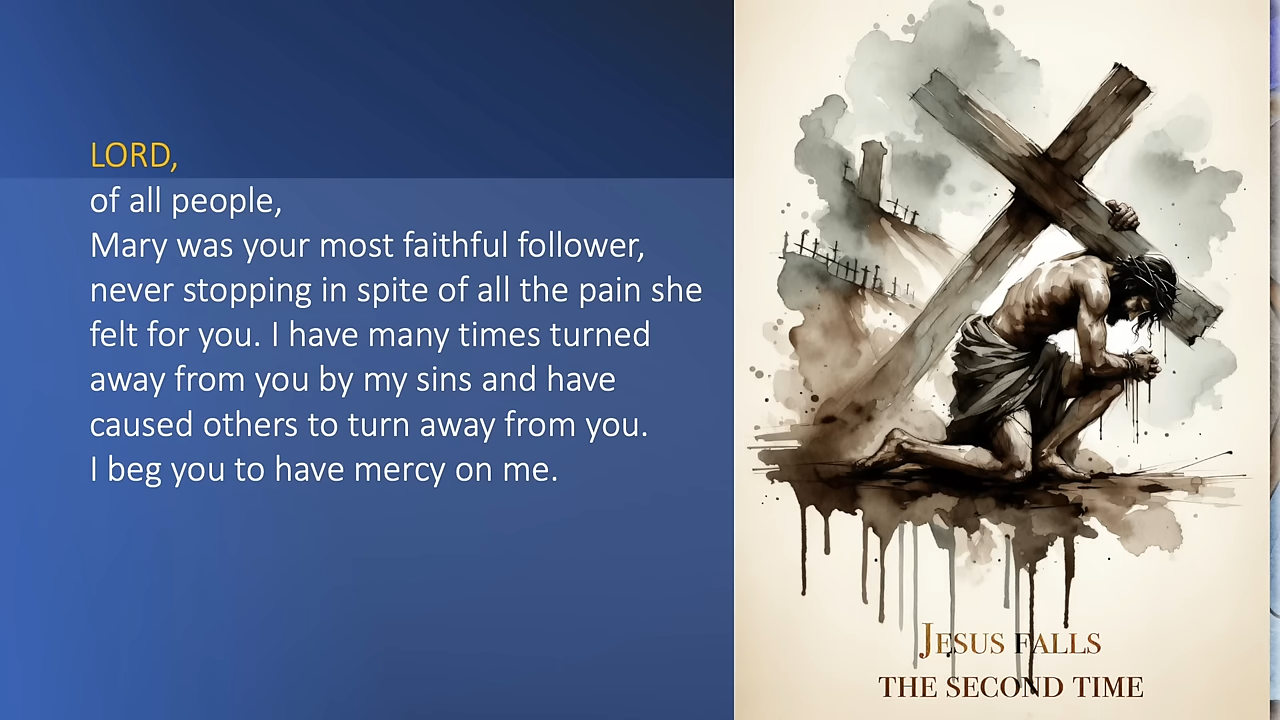 LORD,
of all people,
Mary was your most faithful follower,
never stopping in spite of all the pain she
felt for you. I have many times turned
away from you by my sins and have
caused others to turn away from you.
I beg you to have mercy on me.
JESUS FALLS
THE SECOND TIME